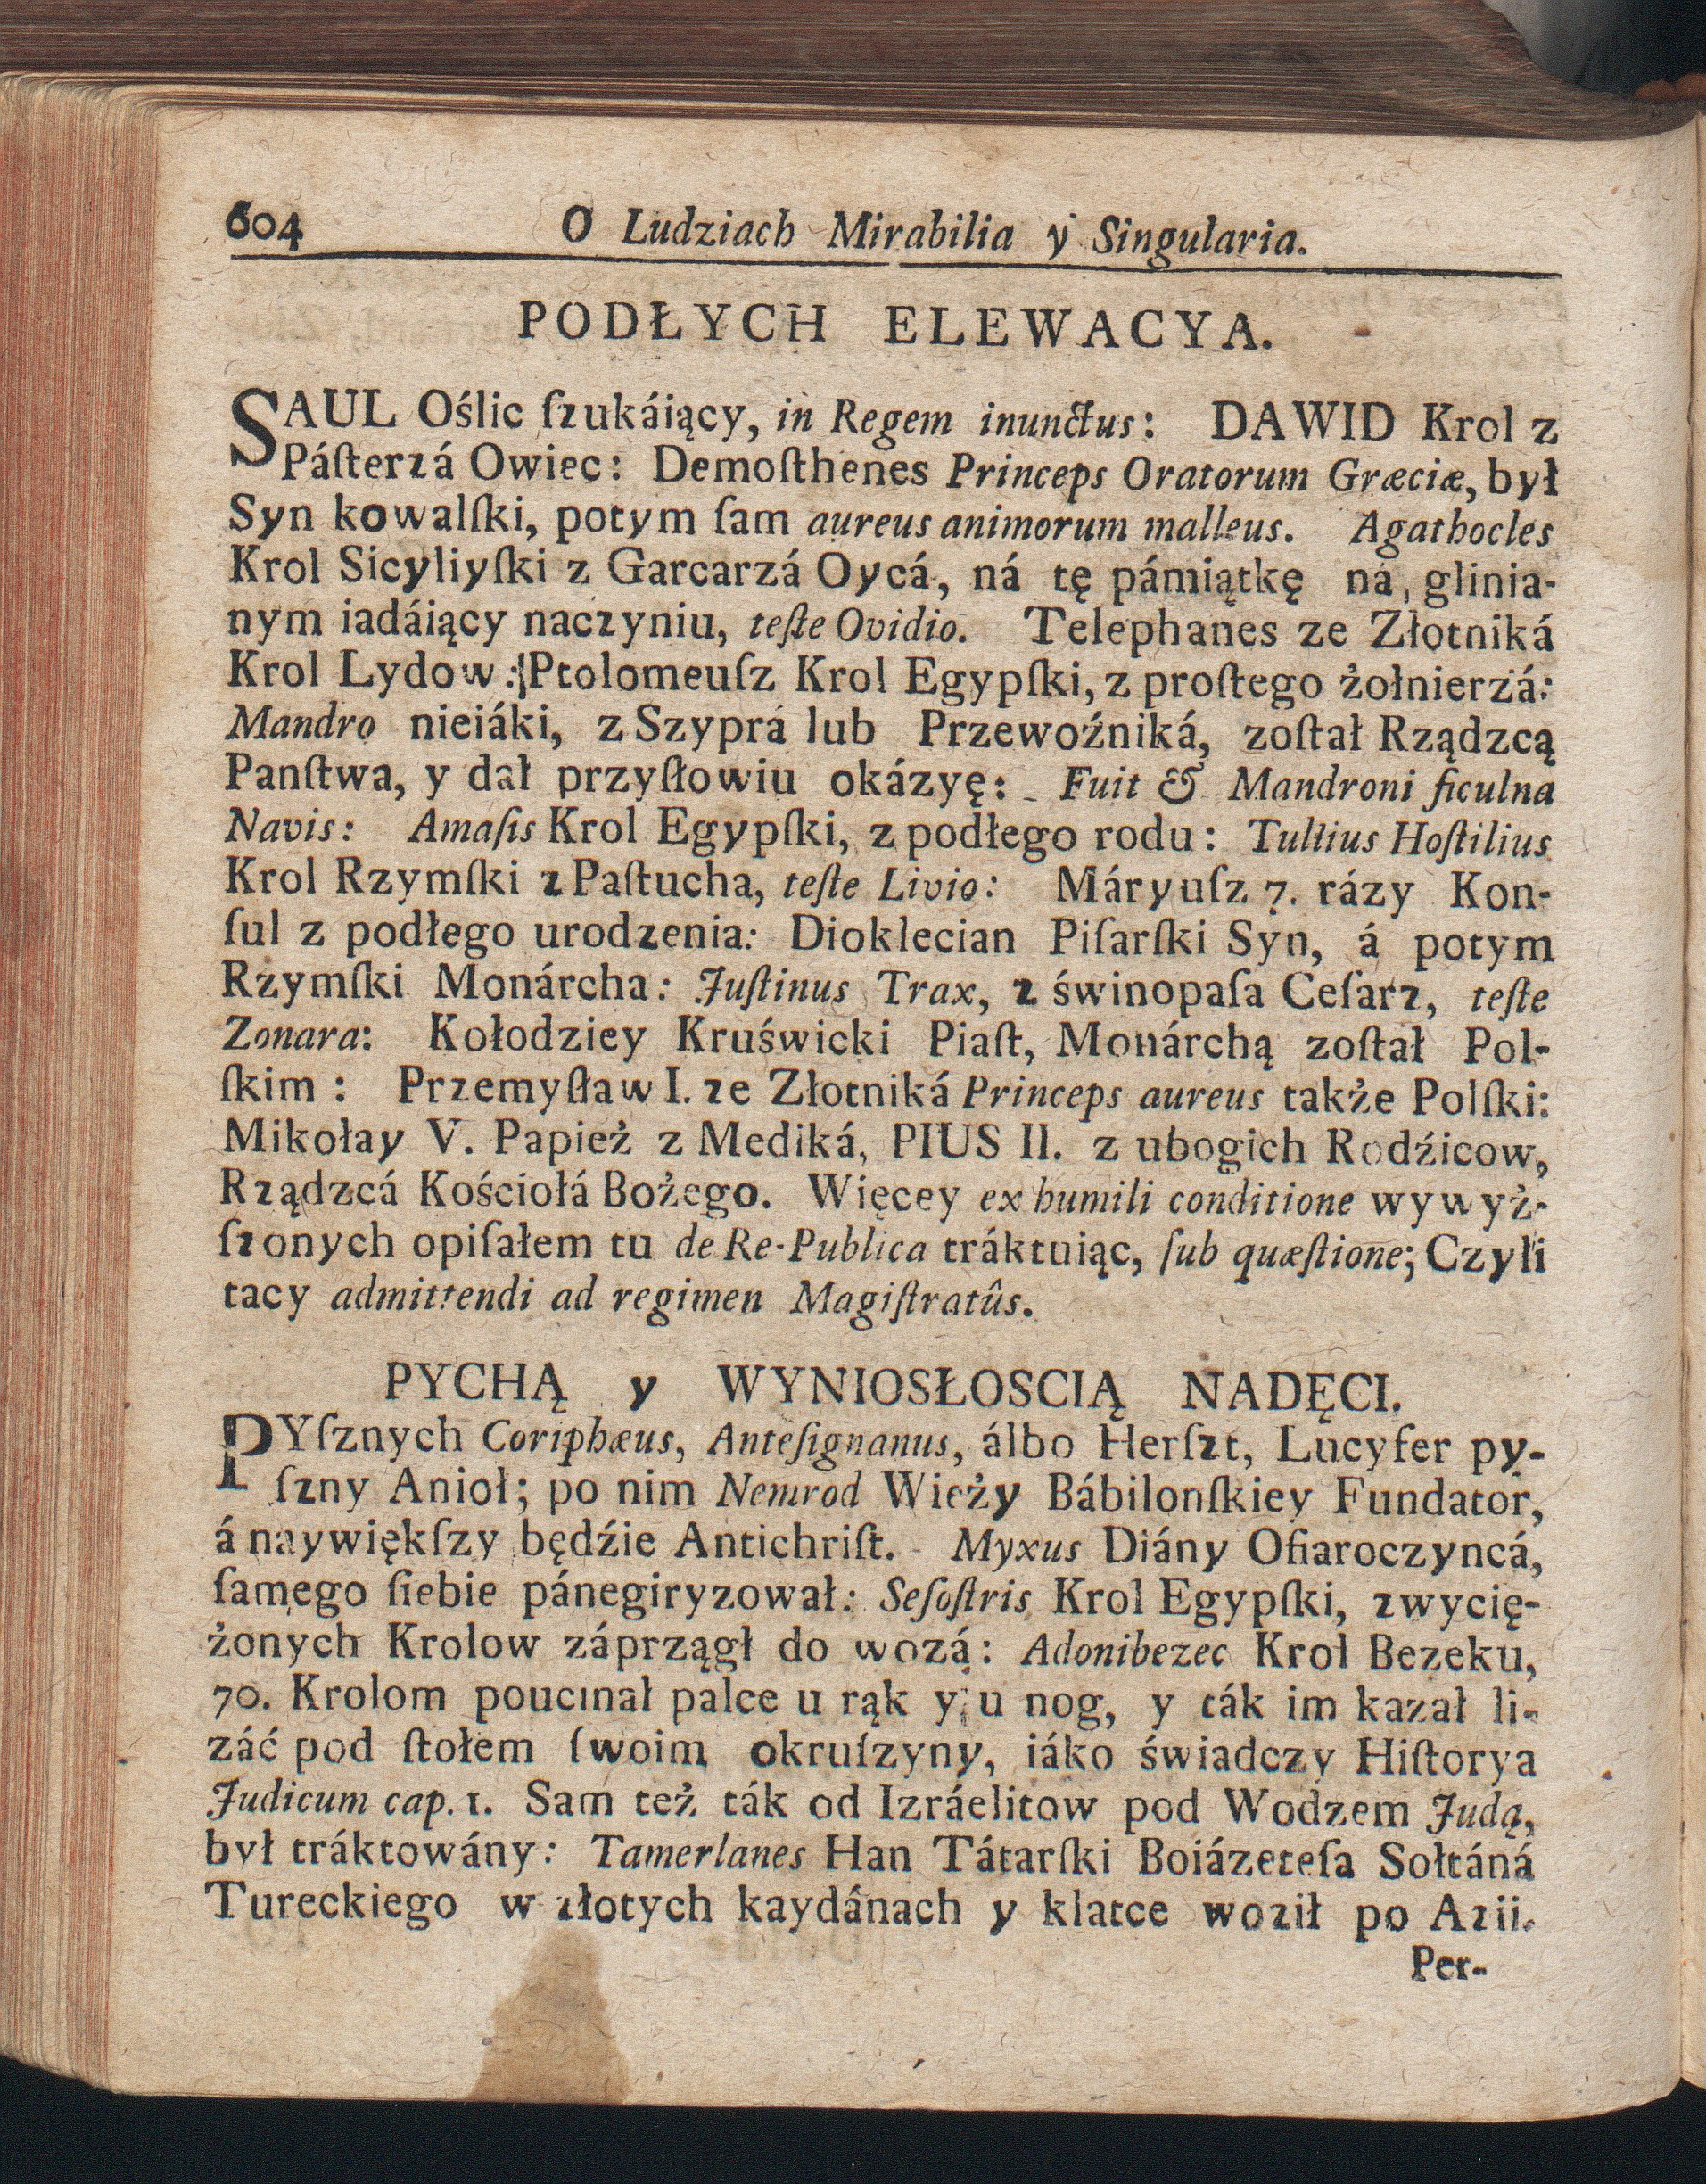 604 O Ludziach Mirabilia y Singularia.
PODŁYCH ELEWACYA.
SAUL Oślic ſzukáiący, in Regem inunctus: DAWID Krol z
Páſterzá Owiec: Demoſthenes Princeps Oratorum Græciæ, był
Syn kowalſki, potym ſam aureus animorum malleus. Agathocles
Krol Sicyliyſki z Garcarzá Oycá, ná tę pámiątkę ná, glinia-
nym iadáiący naczyniu, teſte Ovidio. Telephanes ze Złotniká
Krol Lydow: Ptolomeuſz Krol Egypſki, z proſtego żołnierzá:
Mandro nieiáki, z Szyprá lub Przewoźniká, zoſtał Rządzcą
Panſtwa, y dał przyſłowiu okázyę: Fuit & Mandroni ficulna
Navis: Amaſis Krol Egypſki, z podłego rodu: Tullius Hoſtilius
Krol Rzymſki z Paſtucha, teſte Livio: Máryuſz 7. rázy Kon-
ſul z podłego urodzenia: Dioklecian Piſarſki Syn, á potym
Rzymſki Monárcha: Juſtinus Trax, z świnopaſa Ceſarz, teſte
Zonara: Kołodziey Kruświcki Piaſt, Monárchą zoſtał Pol-
ſkim: Przemyſław I. ze Złotniká Princeps aureus także Polſki:
Mikołay V. Papież z Mediká, PIUS II. z ubogich Rodźicow,
Rządzcá Kościołá Bożego. Więcey ex humili conditione wywyż-
ſzonych opiſałem tu de Re-Publica tráktuiąc, ſub quæſtione; Czyli
tacy admittendi ad regimen Magiſtratûs.
PYCHĄ y WYNIOSŁOSCIĄ NADĘCI.
PYſznych Coriphæus, Anteſignanus, álbo Herſzt, Lucyfer py-
ſzny Anioł; po nim Nemrod Wieży Bábilonſkiey Fundator,
á naywiękſzy będźie Antichriſt. Myxus Diány Ofiaroczyncá,
ſamego ſiebie pánegiryzował: Seſoſtris Krol Egypſki, zwycię-
żonych Krolow záprzągł do wozá: Adonibezec Krol Bezeku,
70. Krolom poucinał palce u rąk y u nog, y ták im kazał li-
záć pod ſtołem ſwoim okruſzyny, iáko świadczy Hiſtorya
Judicum cap. 1. Sam też ták od Izráelitow pod Wodzem Judą,
był tráktowány: Tamerlanes Han Tátarſki Boiázeteſa Sołtáná
Tureckiego w złotych kaydánach y klatce woził po Azii.
Per-